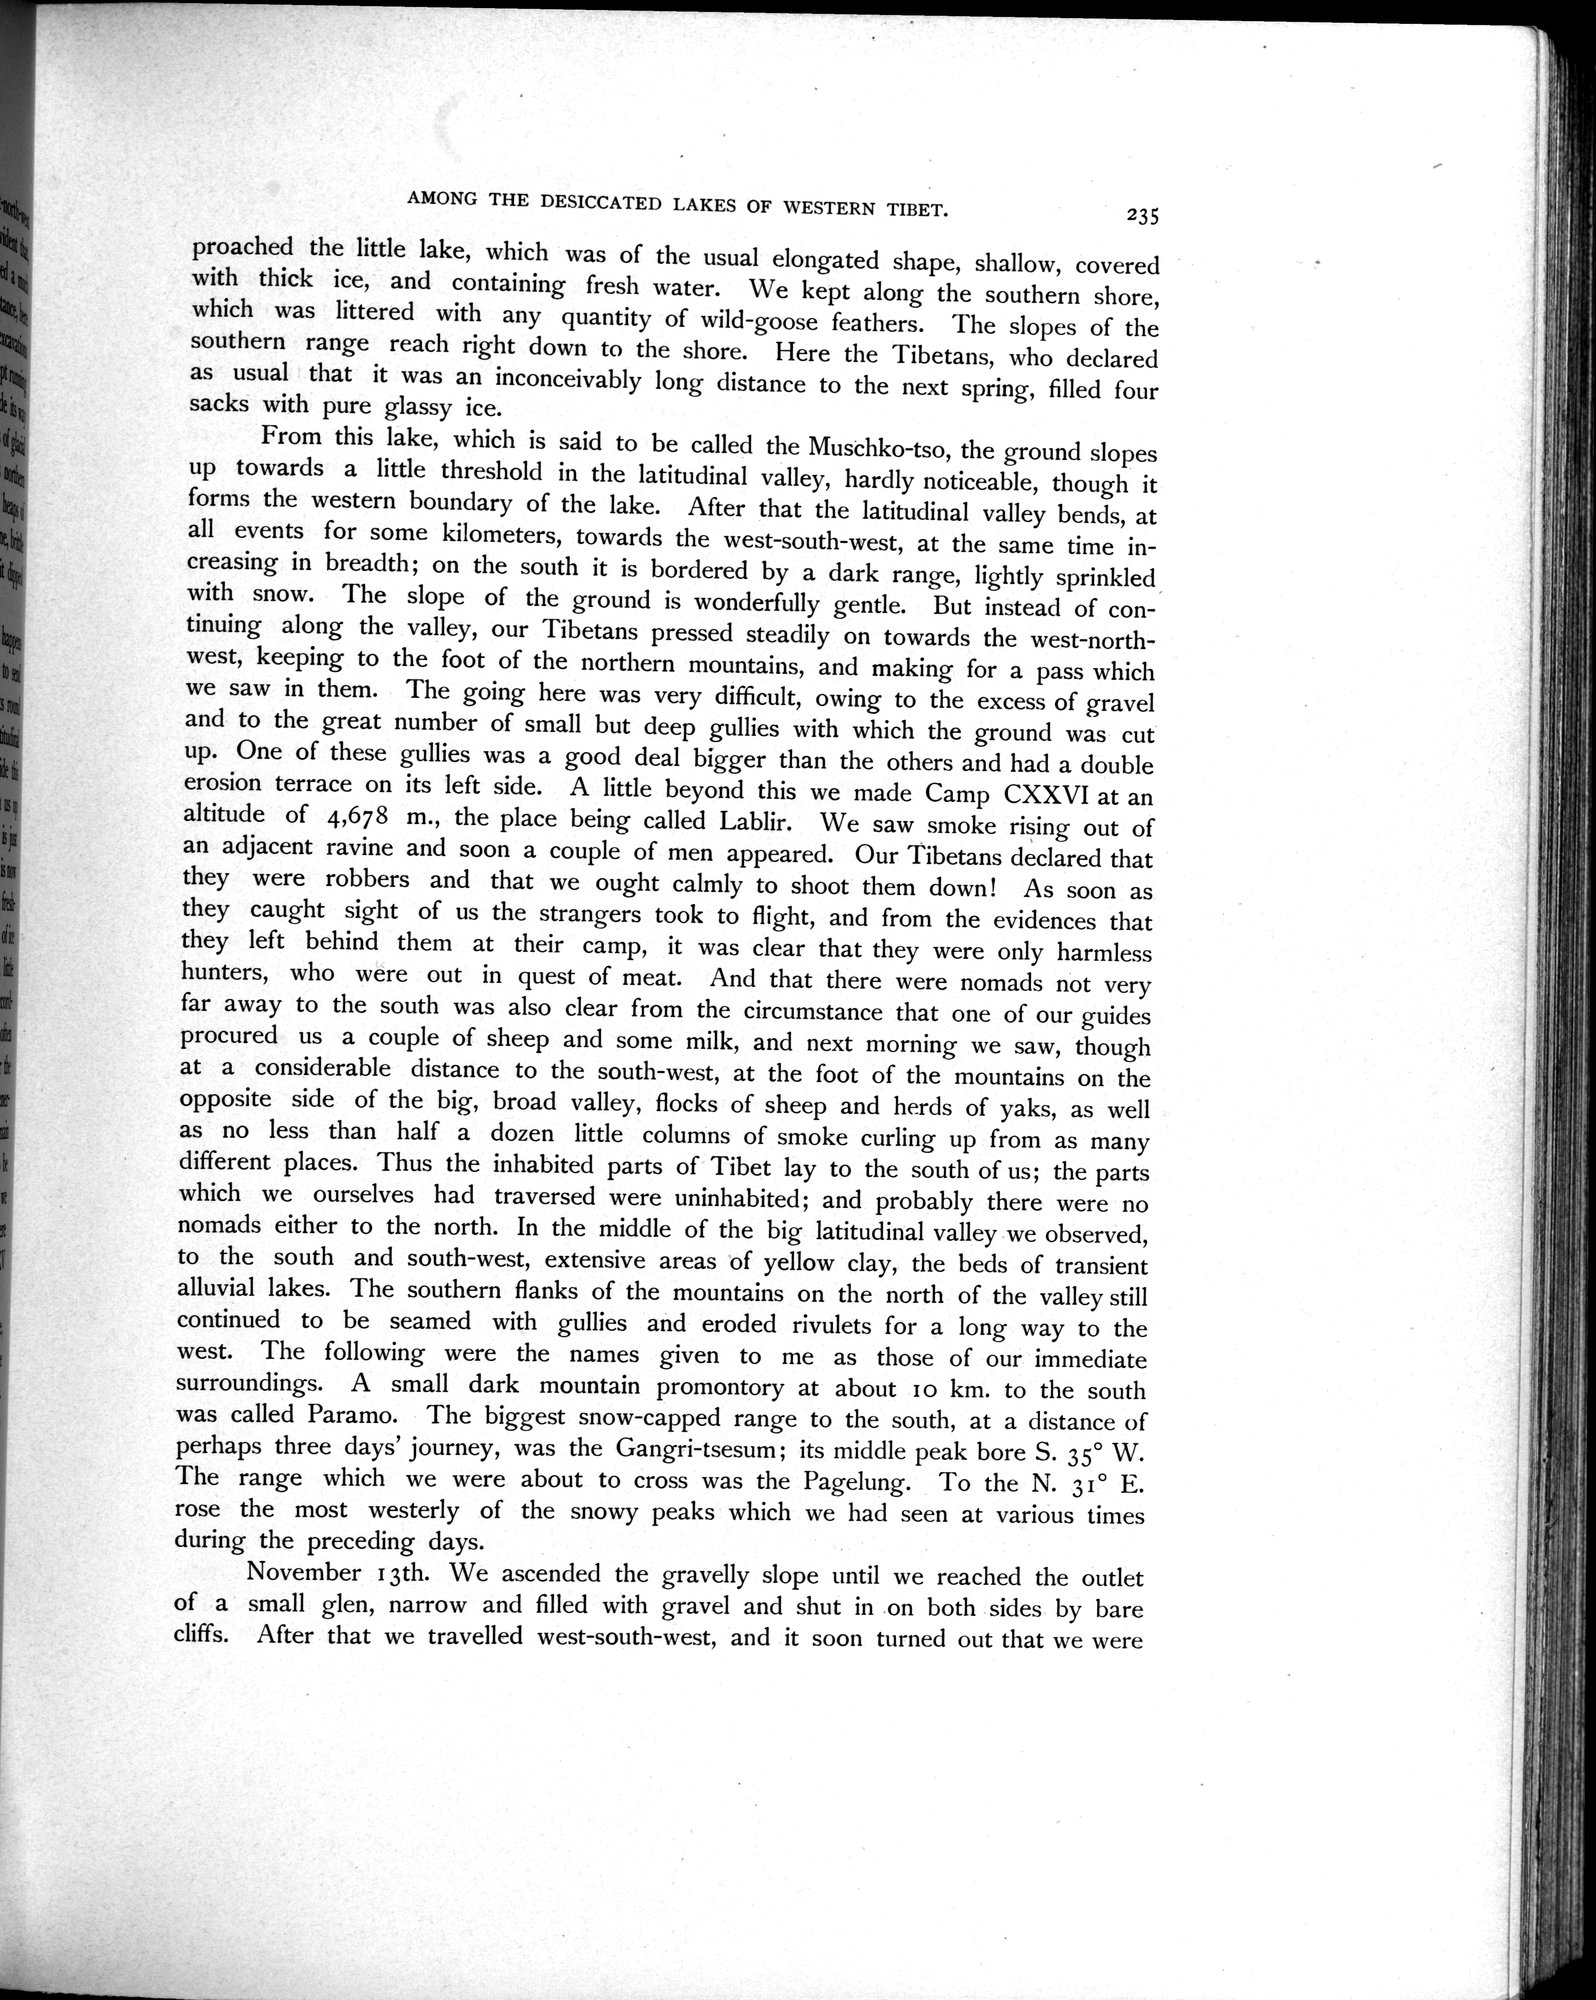 AMONG THE DESICCATED LAKES OF WESTERN TIBET. 235
proached the little lake, which was of the usual elongated shape, shallow, covered
with thick ice, and containing fresh water. We kept along the southern shore,
which was littered with any quantity of wild-goose feathers. The slopes of the
southern range reach right down to the shore. Here the Tibetans, who declared
as usual that it was an inconceivably long distance to the next spring, filled four
sacks with pure glassy ice.
From this lake, which is said to be called the Muschko-tso, the ground slopes
up towards a little threshold in the latitudinal valley, hardly noticeable, though it
forms the western boundary of the lake. After that the latitudinal valley bends, at
all events for some kilometers, towards the west-south-west, at the same time in-
creasing in breadth; on the south it is bordered by a dark range, lightly sprinkled
with snow. The slope of the ground is wonderfully gentle. But instead of con-
tinuing along the valley, our Tibetans pressed steadily on towards the west-north-
west, keeping to the foot of the northern mountains, and making for a pass which
we saw in them. The going here was very difficult, owing to the excess of gravel
and to the great number of small but deep gullies with which the ground was cut
up. One of these gullies was a good deal bigger than the others and had a double
erosion terrace on its left side. A little beyond this we made Camp CXXVI at an
altitude of 4,678 m., the place being called Lablir. We saw smoke rising out of
an adjacent ravine and soon a couple of men appeared. Our Tibetans declared that
they were robbers and that we ought calmly to shoot them down! As soon as
they caught sight of us the strangers took to flight, and from the evidences that
they left behind them at their camp, it was clear that they were only harmless
hunters, who were out in quest of meat. And that there were nomads not very
far away to the south was also clear from the circumstance that one of our guides
procured us a couple of sheep and some milk, and next morning we saw, though
at a considerable distance to the south-west, at the foot of the mountains on the
opposite side of the big, broad valley, flocks of sheep and herds of yaks, as well
as no less than half a dozen little columns of smoke curling up from as many
different places. Thus the inhabited parts of Tibet lay to the south of us; the parts
which we ourselves had traversed were uninhabited; and probably there were no
nomads either to the north. In the middle of the big latitudinal valley we observed,
to the south and south-west, extensive areas of yellow clay, the beds of transient
alluvial lakes. The southern flanks of the mountains on the north of the valley still
continued to be seamed with gullies and eroded rivulets for a long way to the
west. The following were the names given to me as those of our immediate
surroundings. A small dark mountain promontory at about 10 km. to the south
was called Paramo. The biggest snow-capped range to the south, at a distance of
perhaps three days' journey, was the Gangri-tsesum; its middle peak bore S. 35° W.
The range which we were about to cross was the Pagelung. To the N. 31° E.
rose the most westerly of the snowy peaks which we had seen at various times
during the preceding days.
November 13th. We ascended the gravelly slope until we reached the outlet
of a small glen, narrow and filled with gravel and shut in on both sides by bare
cliffs. After that we travelled west-south-west, and it soon turned out that we were